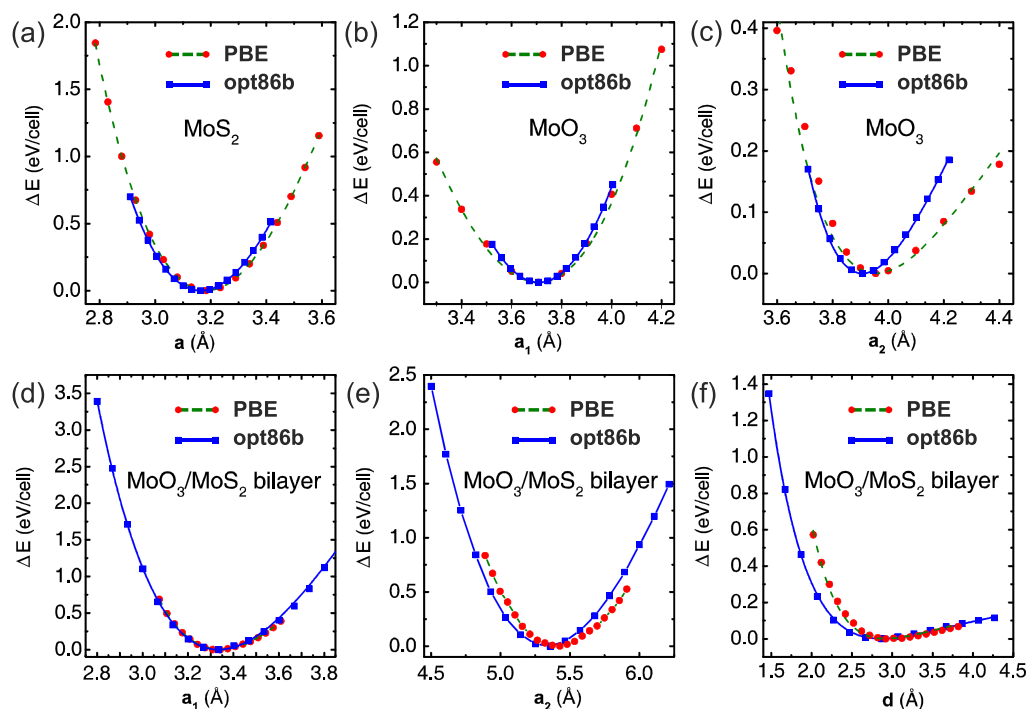 (a)
2.0
1.5
1.0
0.5
0.0
Δ E (eV/cell)
PBE
opt86b
MoS2
2.8 3.0 3.2 3.4 3.6
a (Å)
(b)
1.2
1.0
0.8
0.6
0.4
0.2
0.0
Δ E (eV/cell)
PBE
opt86b
MoO3
3.4 3.6 3.8 4.0 4.2
a1 (Å)
(c)
0.4
0.3
0.2
0.1
0.0
Δ E (eV/cell)
PBE
opt86b
MoO3
3.6 3.8 4.0 4.2 4.4
a2 (Å)
(d)
3.5
3.0
2.5
2.0
1.5
1.0
0.5
0.0
Δ E (eV/cell)
PBE
opt86b
MoO3/MoS2 bilayer
2.8 3.0 3.2 3.4 3.6 3.8
a1 (Å)
(e)
2.5
2.0
1.5
1.0
0.5
0.0
Δ E (eV/cell)
PBE
opt86b
MoO3/MoS2 bilayer
4.5 5.0 5.5 6.0
a2 (Å)
(f)
1.4
1.2
1.0
0.8
0.6
0.4
0.2
0.0
Δ E (eV/cell)
PBE
opt86b
MoO3/MoS2 bilayer
1.5 2.0 2.5 3.0 3.5 4.0 4.5
d (Å)